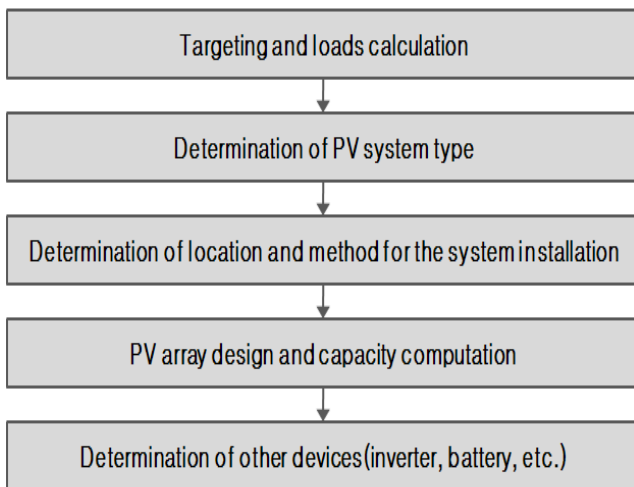 Targeting and loads calculation
Determination of PV system type
Determination of location and method for the system installation
PV array design and capacity computation
Determination of other devices(inverter, battery, etc.)